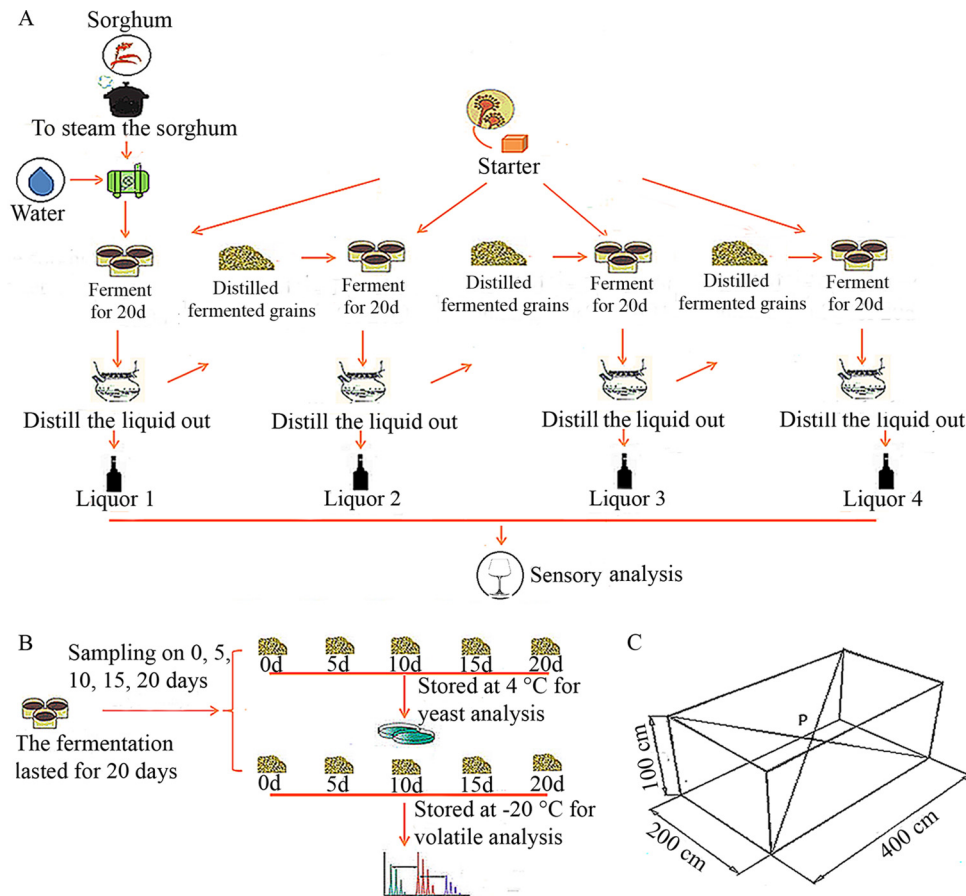 A
Sorghum
To steam the sorghum
Starter
Water
Ferment
for 20d
Distilled
fermented grains
Ferment
for 20d
Distilled
fermented grains
Ferment
for 20d
Distilled
fermented grains
Ferment
for 20d
Distill the liquid out
Distill the liquid out
Distill the liquid out
Distill the liquid out
Liquor 1
Liquor 2
Liquor 3
Liquor 4
Sensory analysis
B
Sampling on 0, 5,
10, 15, 20 days
The fermentation
lasted for 20 days
0d 5d 10d 15d 20d
Stored at 4 °C for
yeast analysis
0d 5d 10d 15d 20d
Stored at -20 °C for
volatile analysis
C
P
100 cm
200 cm
400 cm